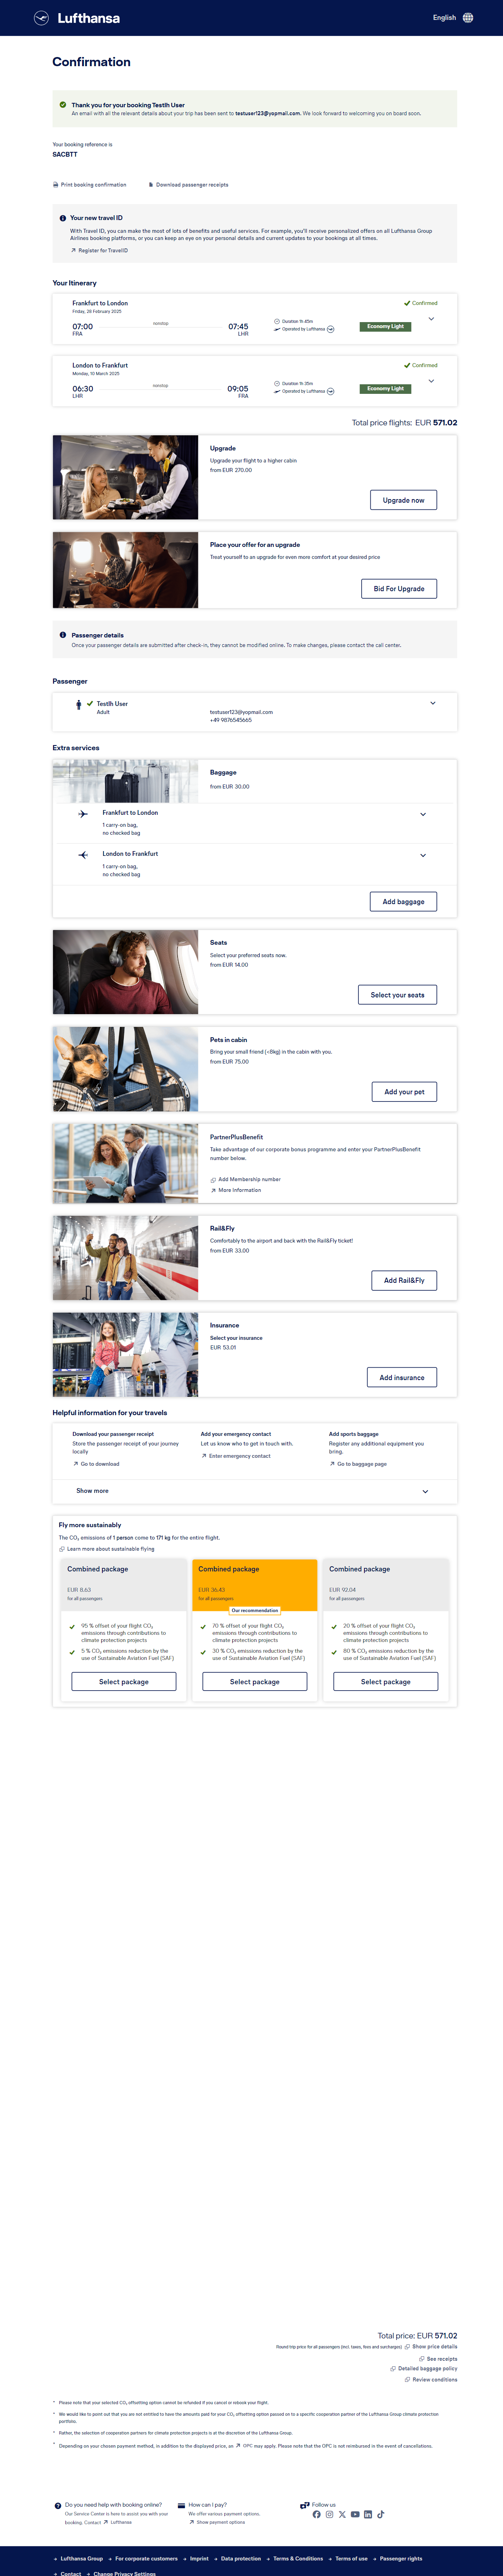 Lufthansa
English
Confirmation
Thank you for your booking Testlh User
An email with all the relevant details about your trip has been sent to testuser123@yopmail.com. We look forward to welcoming you on board soon.
Your booking reference is
SACBTT
Print booking confirmation
Download passenger receipts
Your new travel ID
With Travel ID, you can make the most of lots of benefits and useful services. For example, you'll receive personalized offers on all Lufthansa Group
Airlines booking platforms, or you can keep an eye on your personal details and current updates to your bookings at all times.
Register for TravelID
Your Itinerary
Frankfurt to London
Confirmed
Friday, 28 February 2025
07:00
nonstop
07:45
FRA
LHR
Duration 1h 45m
Operated by Lufthansa
Economy Light
London to Frankfurt
Confirmed
Monday, 10 March 2025
06:30
nonstop
09:05
LHR
FRA
Duration 1h 35m
Operated by Lufthansa
Economy Light
Total price flights: EUR 571.02
Upgrade
Upgrade your flight to a higher cabin
from EUR 270.00
Upgrade now
Place your offer for an upgrade
Treat yourself to an upgrade for even more comfort at your desired price
Bid For Upgrade
Passenger details
Once your passenger details are submitted after check-in, they cannot be modified online. To make changes, please contact the call center.
Passenger
Testlh User
Adult
testuser123@yopmail.com
+49 9876545665
Extra services
Baggage
from EUR 30.00
Frankfurt to London
1 carry-on bag,
no checked bag
London to Frankfurt
1 carry-on bag,
no checked bag
Add baggage
Seats
Select your preferred seats now.
from EUR 14.00
Select your seats
Pets in cabin
Bring your small friend (<8kg) in the cabin with you.
from EUR 75.00
Add your pet
PartnerPlusBenefit
Take advantage of our corporate bonus programme and enter your PartnerPlusBenefit
number below.
Add Membership number
More Information
Rail&Fly
Comfortably to the airport and back with the Rail&Fly ticket!
from EUR 33.00
Add Rail&Fly
Insurance
Select your insurance
EUR 53.01
Add insurance
Helpful information for your travels
Download your passenger receipt
Store the passenger receipt of your journey
locally
Go to download
Add your emergency contact
Let us know who to get in touch with.
Enter emergency contact
Add sports baggage
Register any additional equipment you
bring.
Go to baggage page
Show more
Fly more sustainably
The CO₂ emissions of 1 person come to 171 kg for the entire flight.
Learn more about sustainable flying
Combined package
EUR 8.63
for all passengers
95 % offset of your flight CO₂
emissions through contributions to
climate protection projects
5 % CO₂ emissions reduction by the
use of Sustainable Aviation Fuel (SAF)
Select package
Combined package
EUR 36.43
for all passengers
Our recommendation
70 % offset of your flight CO₂
emissions through contributions to
climate protection projects
30 % CO₂ emissions reduction by the
use of Sustainable Aviation Fuel (SAF)
Select package
Combined package
EUR 92.04
for all passengers
20 % offset of your flight CO₂
emissions through contributions to
climate protection projects
80 % CO₂ emissions reduction by the
use of Sustainable Aviation Fuel (SAF)
Select package
Total price: EUR 571.02
Round trip price for all passengers (incl. taxes, fees and surcharges) Show price details
See receipts
Detailed baggage policy
Review conditions
* Please note that your selected CO₂ offsetting option cannot be refunded if you cancel or rebook your flight.
* We would like to point out that you are not entitled to have the amounts paid for your CO₂ offsetting option passed on to a specific cooperation partner of the Lufthansa Group climate protection
portfolio.
* Rather, the selection of cooperation partners for climate protection projects is at the discretion of the Lufthansa Group.
* Depending on your chosen payment method, in addition to the displayed price, an OPC may apply. Please note that the OPC is not reimbursed in the event of cancellations.
Do you need help with booking online?
Our Service Center is here to assist you with your
booking. Contact Lufthansa
How can I pay?
We offer various payment options.
Show payment options
Follow us
Lufthansa Group
For corporate customers
Imprint
Data protection
Terms & Conditions
Terms of use
Passenger rights
Contact
Change Privacy Settings